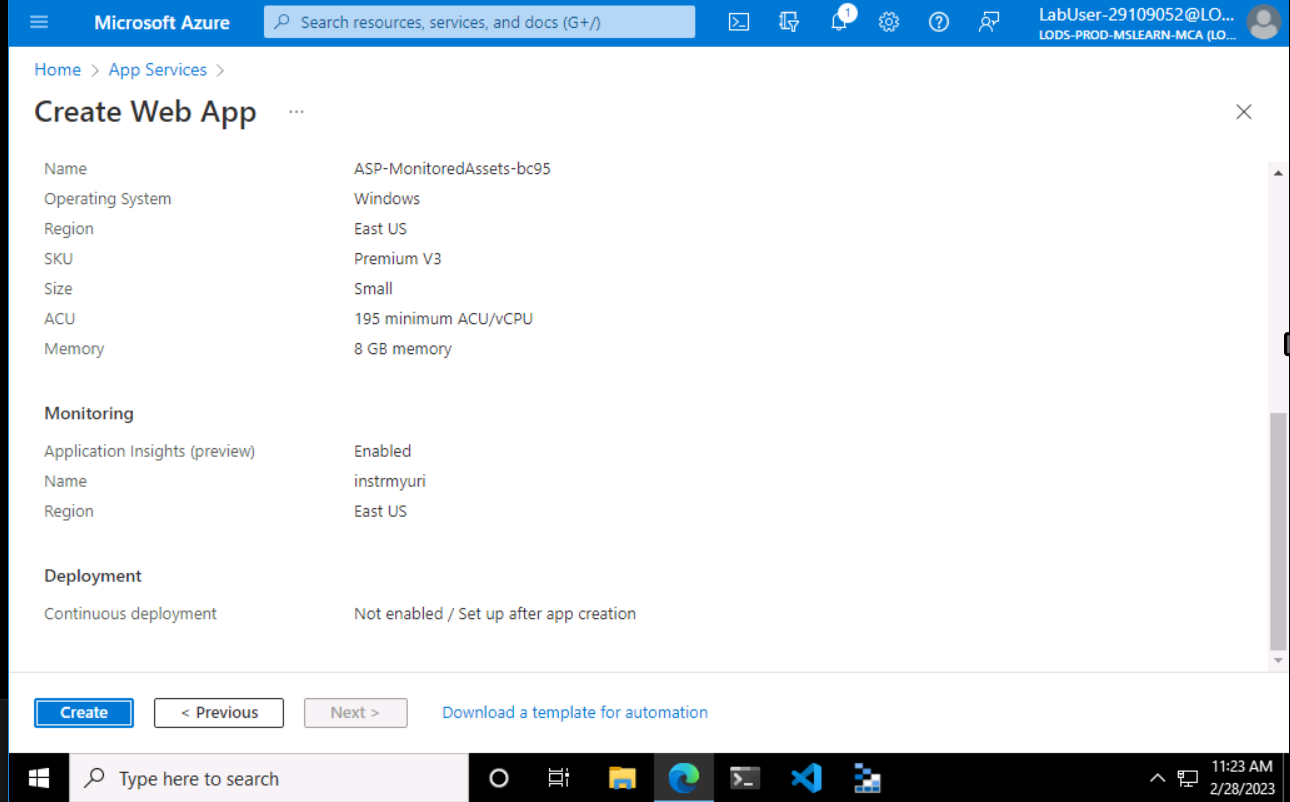 Microsoft Azure
Search resources, services, and docs (G+/)
1
LabUser-29109052@LO...
LODS-PROD-MSLEARN-MCA (LO...
Home > App Services >
Create Web App ...
Name ASP-MonitoredAssets-bc95
Operating System Windows
Region East US
SKU Premium V3
Size Small
ACU 195 minimum ACU/vCPU
Memory 8 GB memory
Monitoring
Application Insights (preview) Enabled
Name instrmyuri
Region East US
Deployment
Continuous deployment Not enabled / Set up after app creation
Create < Previous Next > Download a template for automation
Type here to search
11:23 AM
2/28/2023